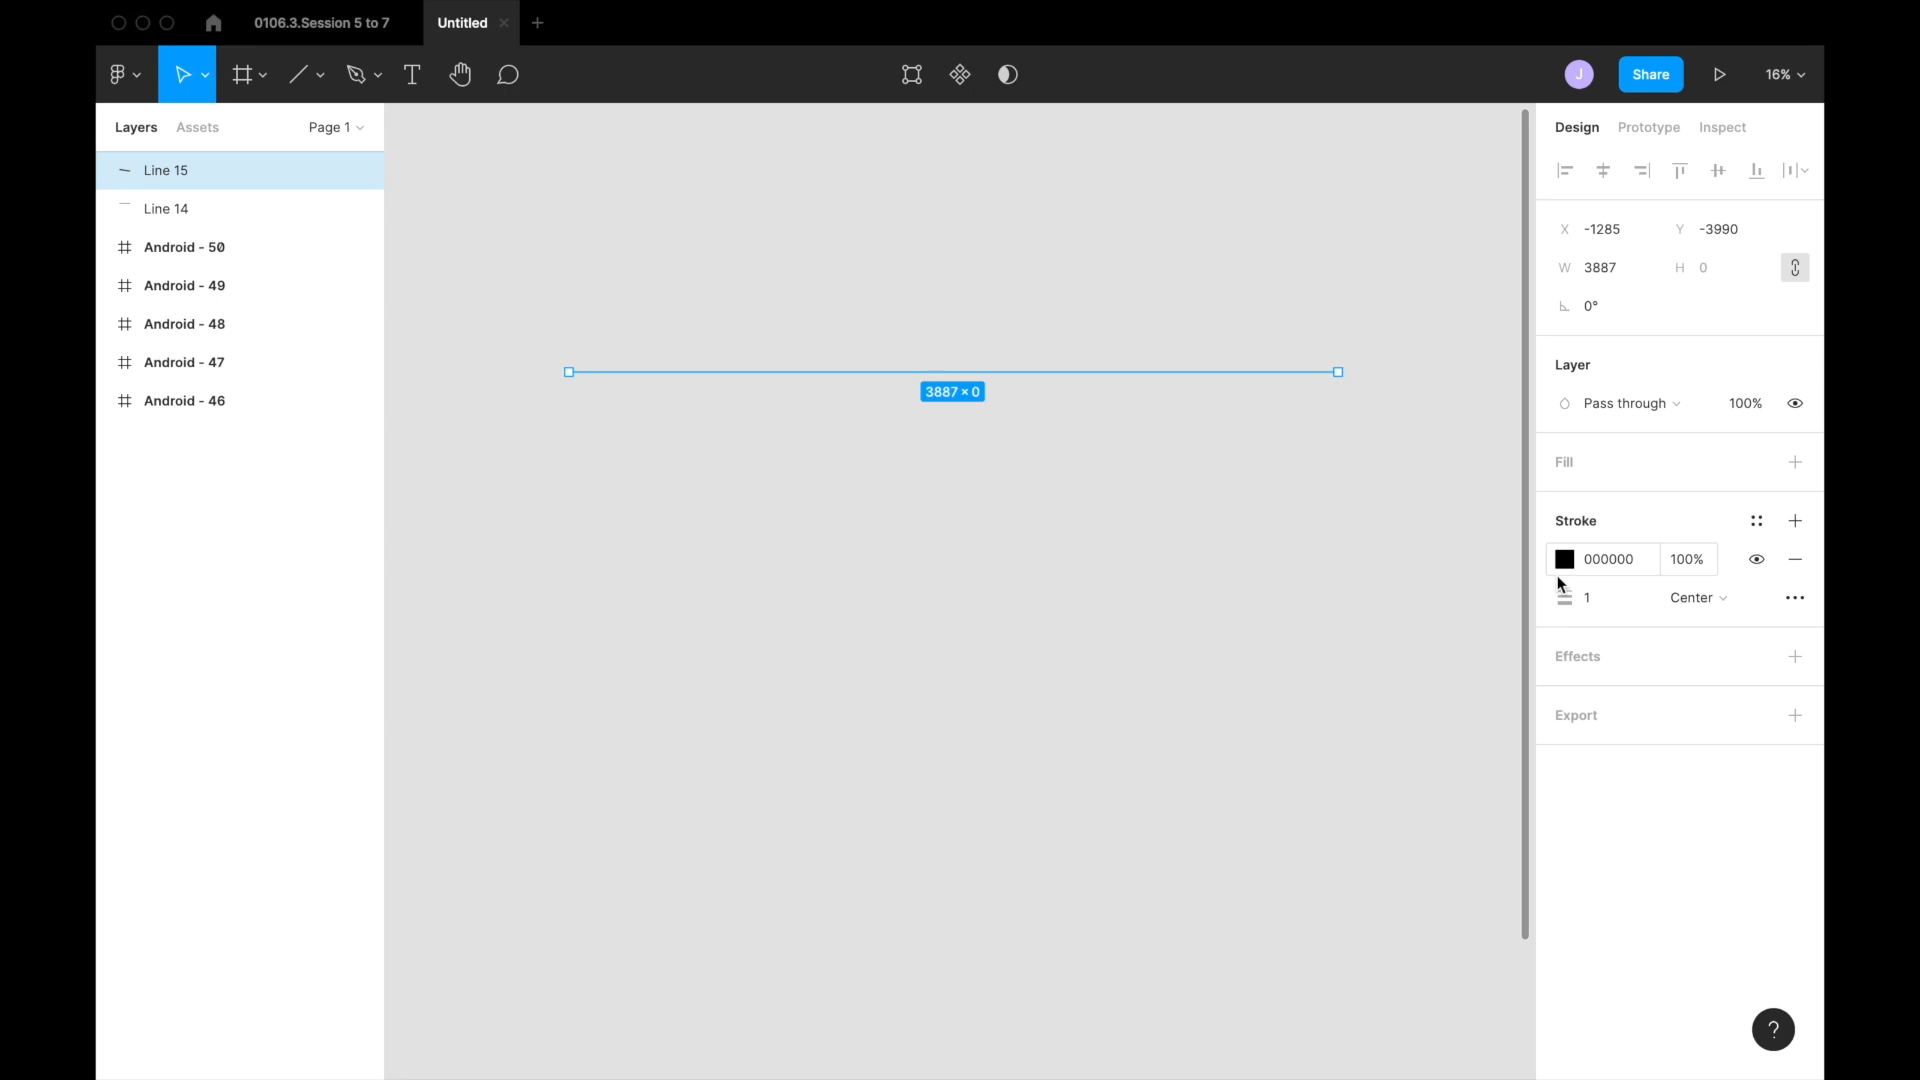 0106.3.Session 5 to 7
Untitled
J
Share
16%
Layers
Assets
Page 1
Line 15
Line 14
Android - 50
Android - 49
Android - 48
Android - 47
Android - 46
3887 × 0
Design
Prototype
Inspect
X -1285
Y -3990
W 3887
H 0
0°
Layer
Pass through
100%
Fill
Stroke
000000
100%
1
Center
Effects
Export
?